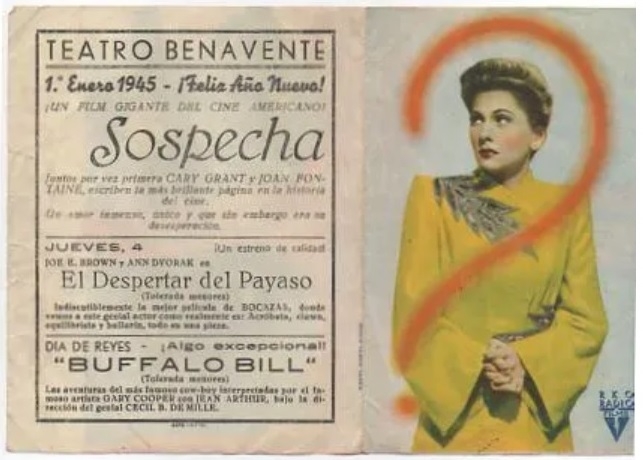 TEATRO BENAVENTE
1.º Enero 1945 - ¡Feliz Año Nuevo!
¡UN FILM GIGANTE DEL CINE AMERICANO!
Sospecha
Juntos por vez primera CARY GRANT y JOAN FON-
TAINE, escriben la más brillante página en la historia
del cine.
Un amor inmenso, único y que sin embargo era su
desesperación.
JUEVES, 4 ¡Un estreno de calidad!
JOE E. BROWN y ANN DVORAK en
El Despertar del Payaso
(Tolerada menores)
Indiscutiblemente la mejor película de BOCAZAS, donde
vemos a este genial actor como realmente es: Acróbata, clown,
equilibrista y bailarín, todo en una pieza.
DIA DE REYES - ¡Algo excepcional!!
"BUFFALO BILL"
(Tolerada menores)
Las aventuras del más famoso cow-boy interpretadas por el fa-
moso artista GARY COOPER con JEAN ARTHUR, bajo la di-
rección del genial CECIL B. DE MILLE.
RKO
RADIO
FILMS